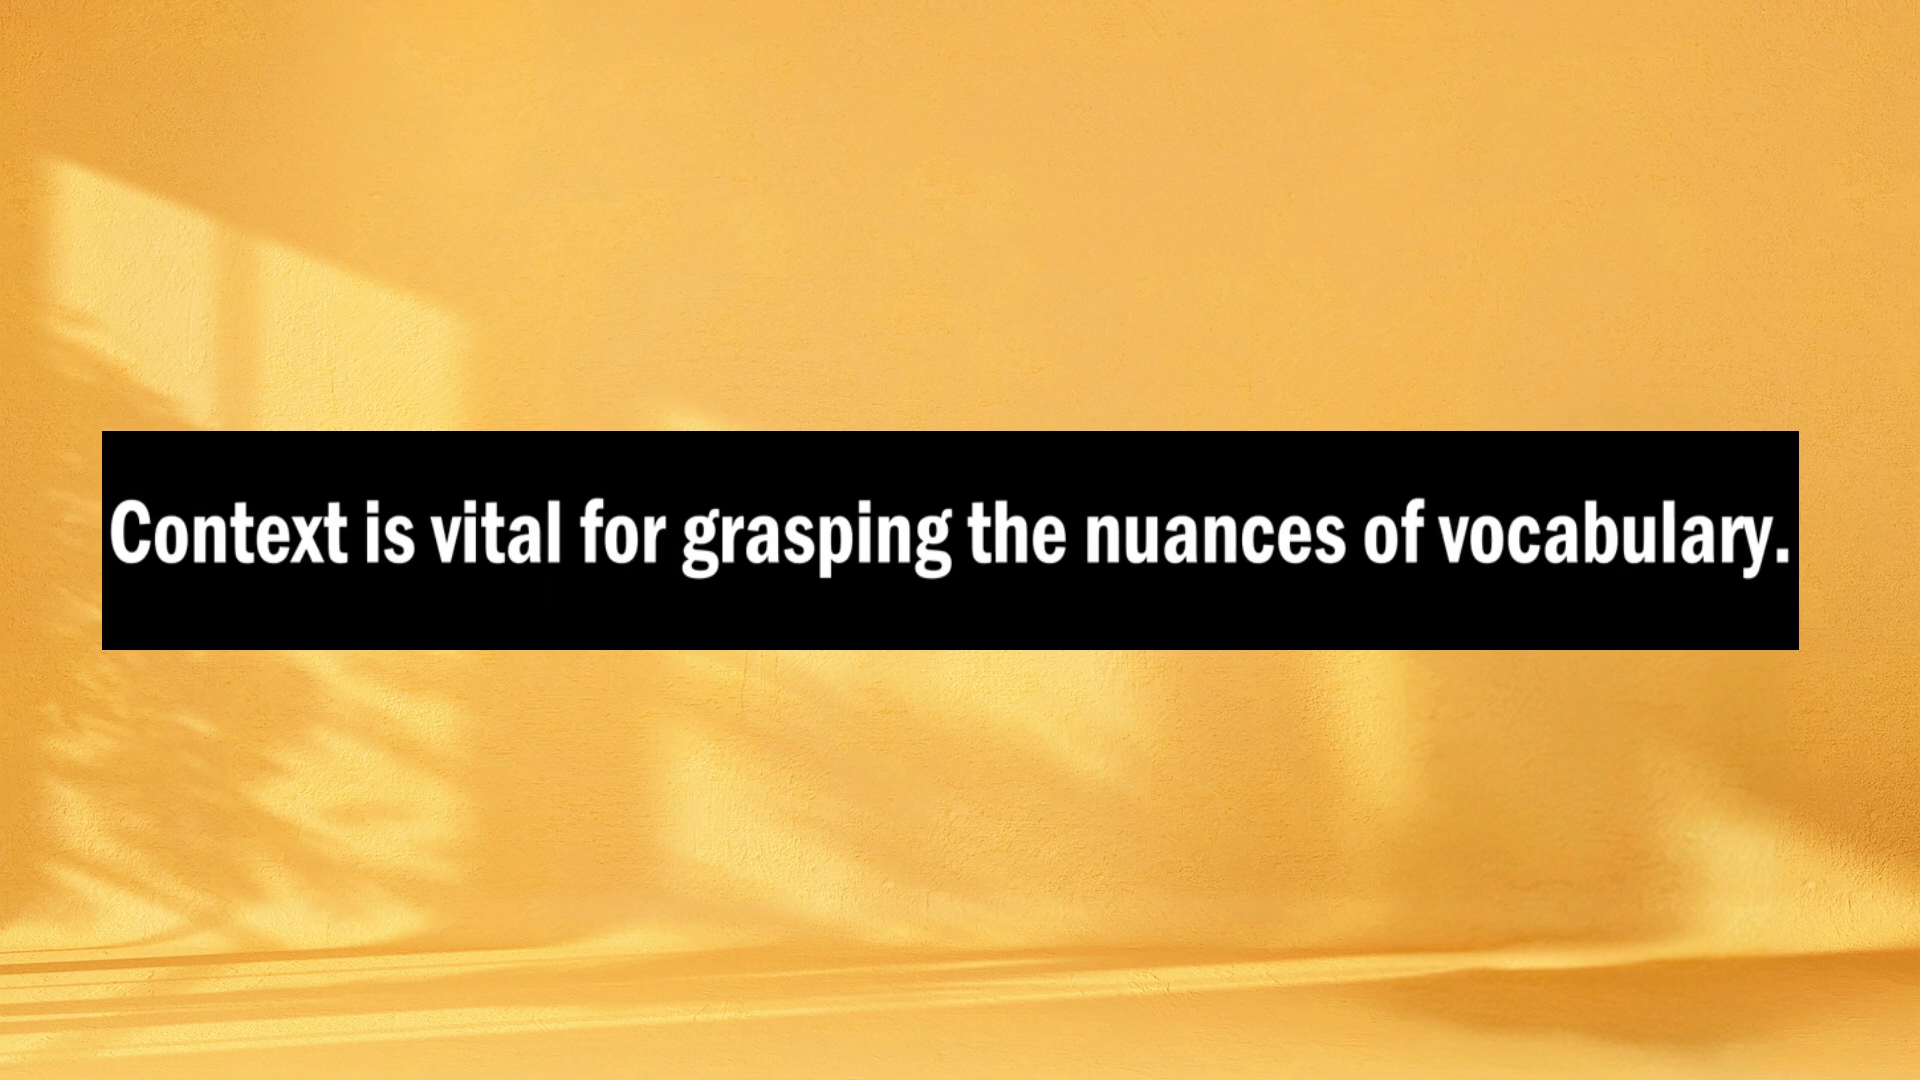 Context is vital for grasping the nuances of vocabulary.